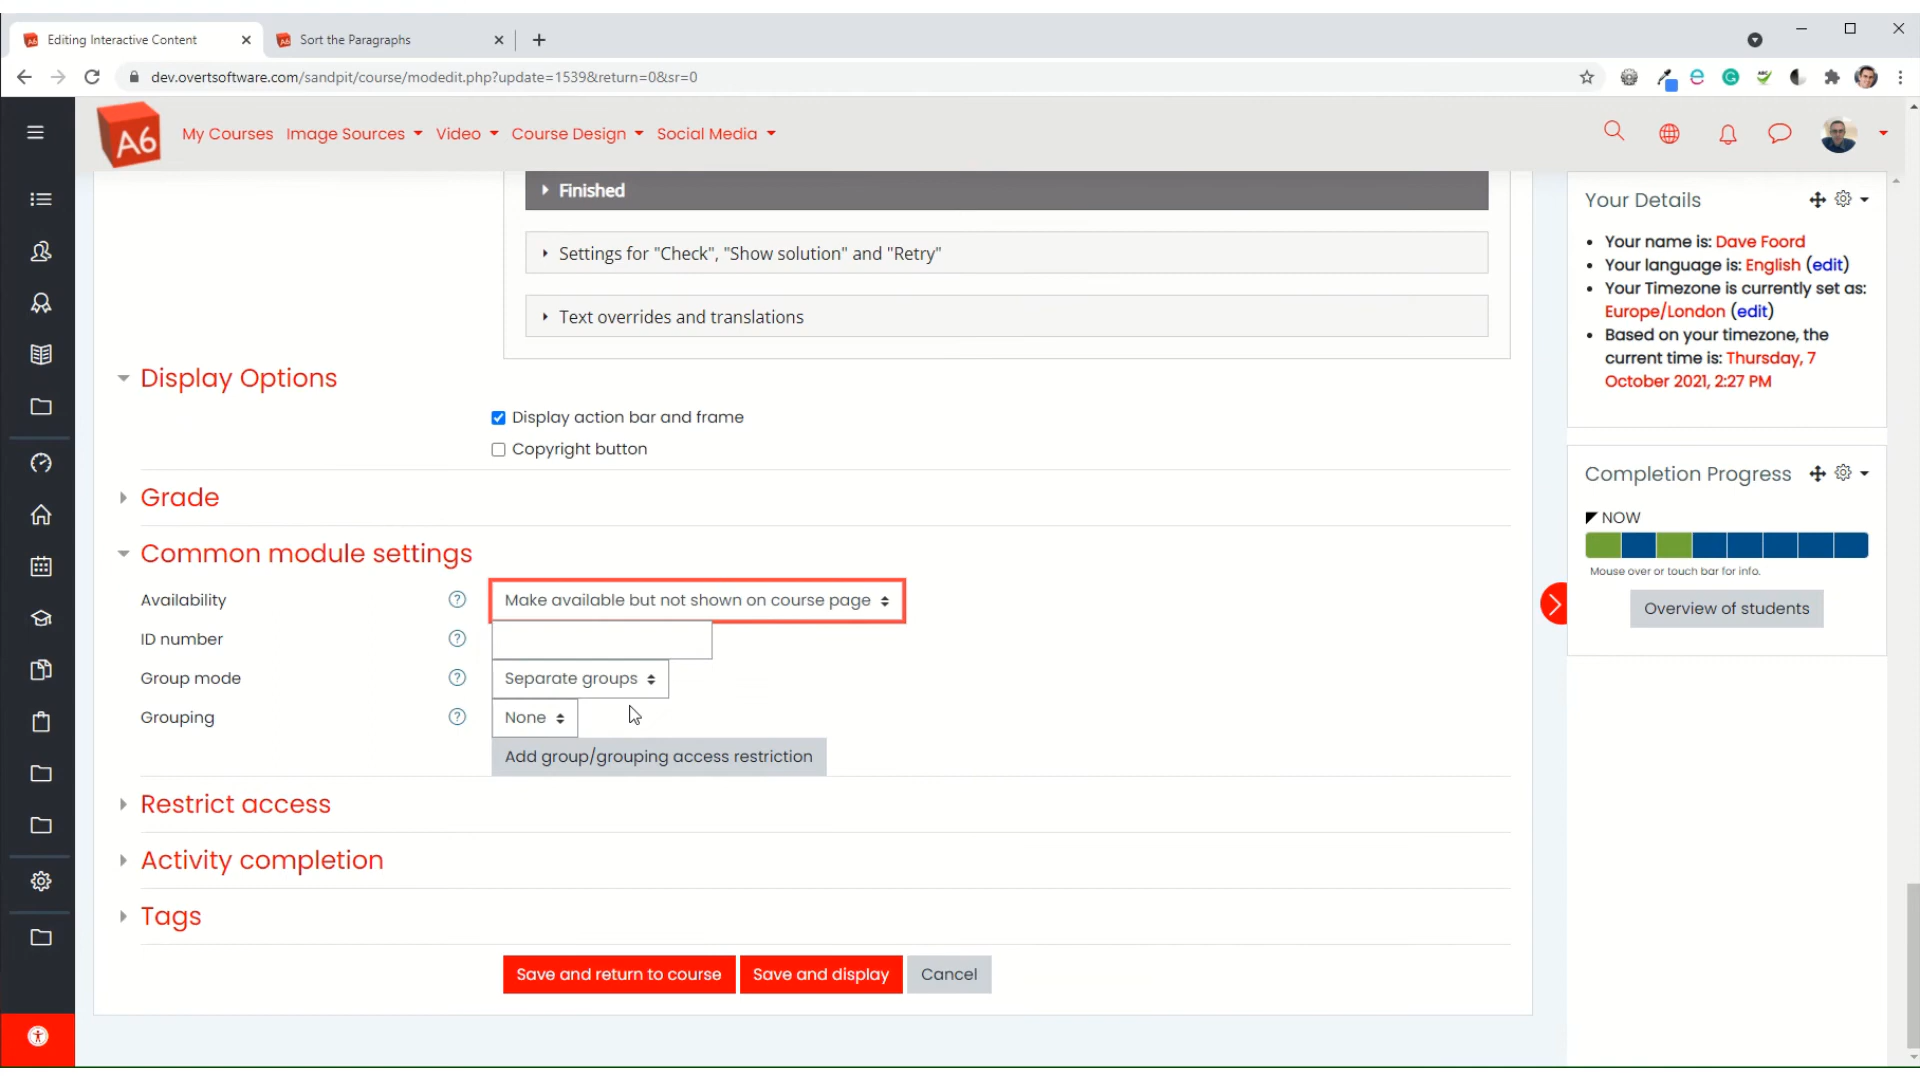 Editing Interactive Content
Sort the Paragraphs
dev.overtsoftware.com/sandpit/course/modedit.php?update=1539&return=0&sr=0
A6
My Courses
Image Sources
Video
Course Design
Social Media
Finished
Settings for "Check", "Show solution" and "Retry"
Text overrides and translations
Display Options
Display action bar and frame
Copyright button
Grade
Common module settings
Availability
Make available but not shown on course page
ID number
Group mode
Separate groups
Grouping
None
Add group/grouping access restriction
Restrict access
Activity completion
Tags
Save and return to course
Save and display
Cancel
Your Details
Your name is: Dave Foord
Your language is: English (edit)
Your Timezone is currently set as:
Europe/London (edit)
Based on your timezone, the
current time is: Thursday, 7
October 2021, 2:27 PM
Completion Progress
NOW
Mouse over or touch bar for info.
Overview of students